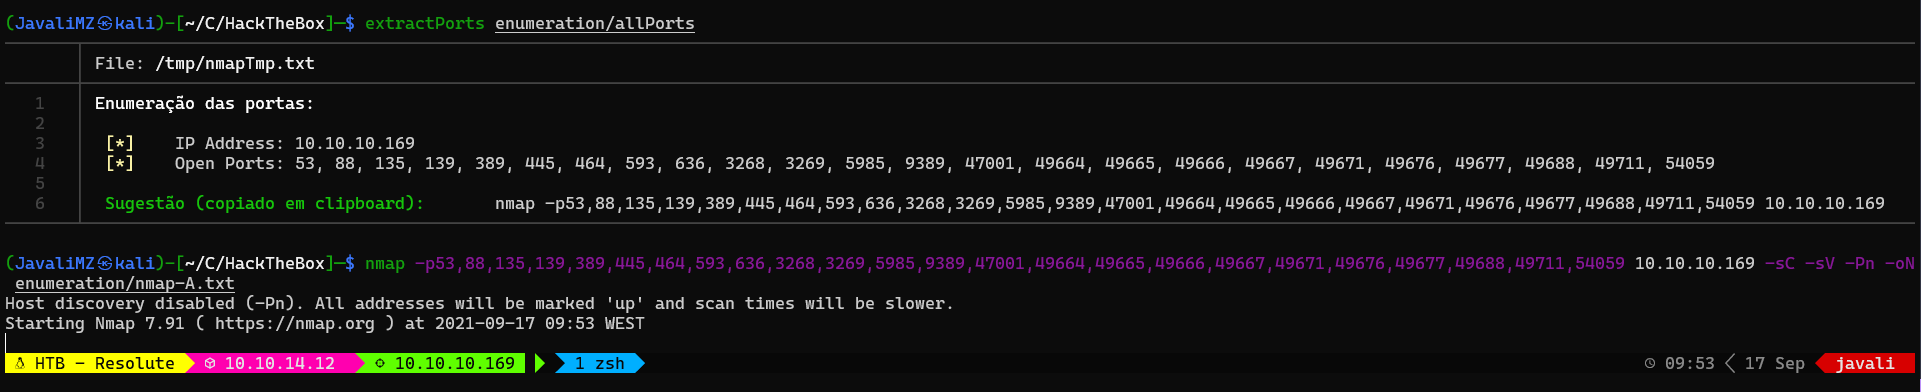 (JavaliMZ㉿kali)-[~/C/HackTheBox]-$ extractPorts enumeration/allPorts
File: /tmp/nmapTmp.txt
1 Enumeração das portas:
2
3 [*] IP Address: 10.10.10.169
4 [*] Open Ports: 53, 88, 135, 139, 389, 445, 464, 593, 636, 3268, 3269, 5985, 9389, 47001, 49664, 49665, 49666, 49667, 49671, 49676, 49677, 49688, 49711, 54059
5
6 Sugestão (copiado em clipboard): nmap -p53,88,135,139,389,445,464,593,636,3268,3269,5985,9389,47001,49664,49665,49666,49667,49671,49676,49677,49688,49711,54059 10.10.10.169
(JavaliMZ㉿kali)-[~/C/HackTheBox]-$ nmap -p53,88,135,139,389,445,464,593,636,3268,3269,5985,9389,47001,49664,49665,49666,49667,49671,49676,49677,49688,49711,54059 10.10.10.169 -sC -sV -Pn -oN
enumeration/nmap-A.txt
Host discovery disabled (-Pn). All addresses will be marked 'up' and scan times will be slower.
Starting Nmap 7.91 ( https://nmap.org ) at 2021-09-17 09:53 WEST
HTB - Resolute 10.10.14.12 10.10.10.169 1 zsh 09:53 17 Sep javali